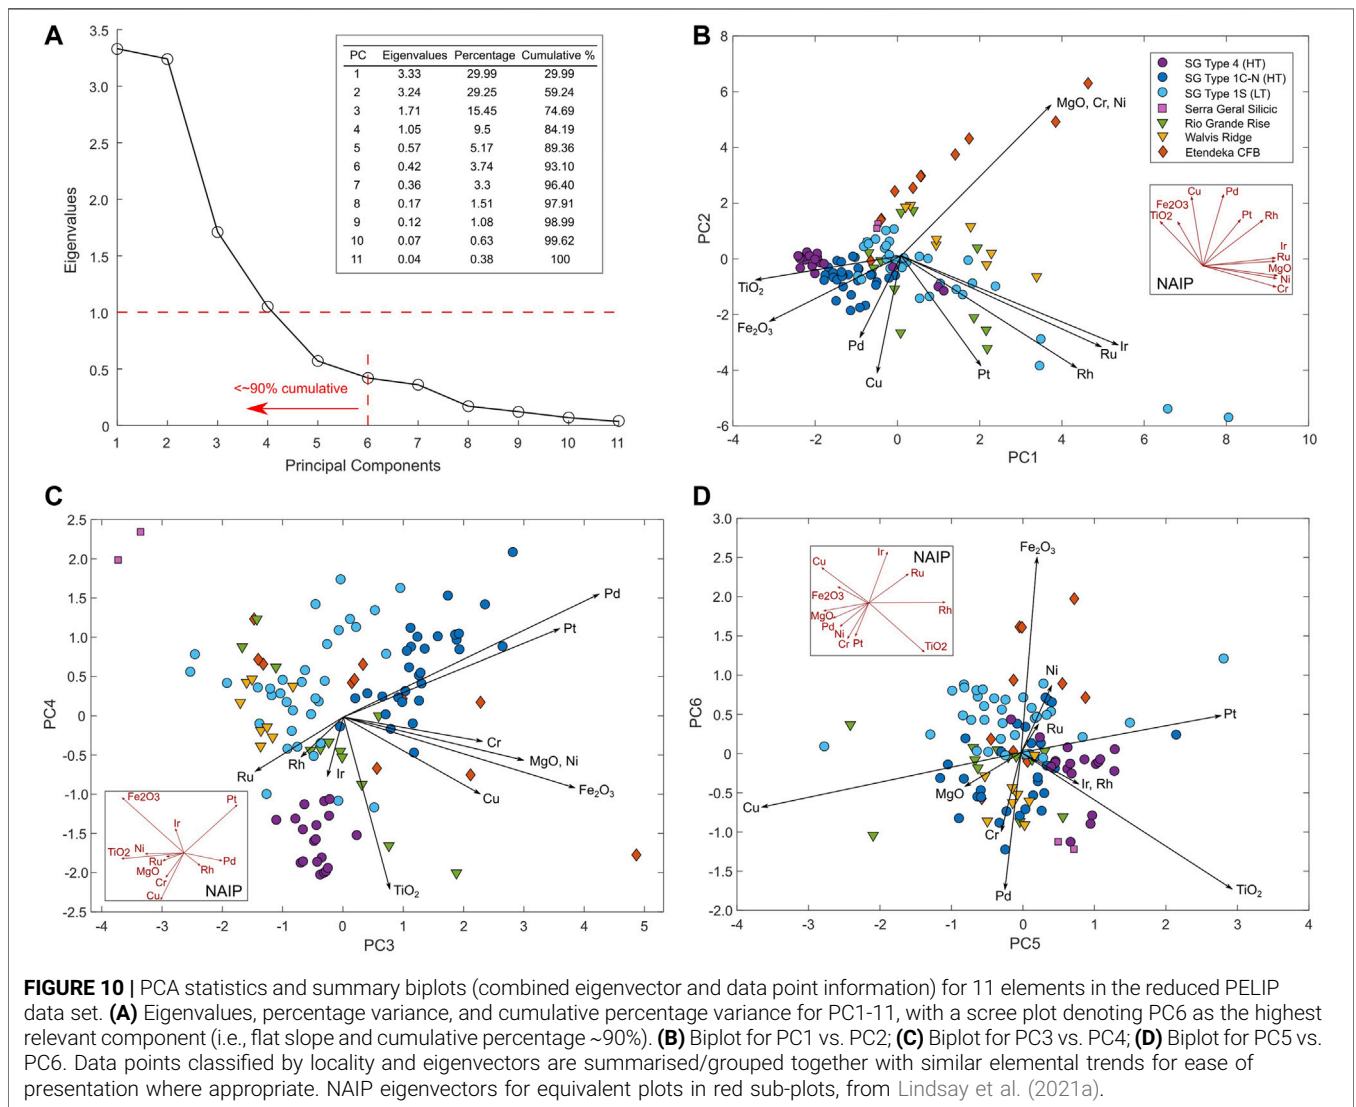 A
3.5
3.0
2.5
2.0
1.5
1.0
0.5
0
Eigenvalues
1 2 3 4 5 6 7 8 9 10 11
Principal Components
<~90% cumulative
PC Eigenvalues Percentage Cumulative %
1 3.33 29.99 29.99
2 3.24 29.25 59.24
3 1.71 15.45 74.69
4 1.05 9.5 84.19
5 0.57 5.17 89.36
6 0.42 3.74 93.10
7 0.36 3.3 96.40
8 0.17 1.51 97.91
9 0.12 1.08 98.99
10 0.07 0.63 99.62
11 0.04 0.38 100
B
8
6
4
2
0
-2
-4
-6
PC2
-4 -2 0 2 4 6 8 10
PC1
MgO, Cr, Ni
TiO2
Fe2O3
Pd
Cu
Pt
Rh
Ru
Ir
SG Type 4 (HT)
SG Type 1C-N (HT)
SG Type 1S (LT)
Serra Geral Silicic
Rio Grande Rise
Walvis Ridge
Etendeka CFB
Cu
Pd
Fe2O3
TiO2
Pt
Rh
Ir
Ru
MgO
Ni
Cr
NAIP
C
2.5
2.0
1.5
1.0
0.5
0
-0.5
-1.0
-1.5
-2.0
-2.5
PC4
-4 -3 -2 -1 0 1 2 3 4 5
PC3
Pd
Pt
Cr
MgO, Ni
Fe2O3
Cu
Ir
Rh
Ru
TiO2
Fe2O3
Pt
Ir
TiO2
Ni
Ru
MgO
Cr
Cu
Pd
Rh
NAIP
D
3.0
2.5
2.0
1.5
1.0
0.5
0
-0.5
-1.0
-1.5
-2.0
PC6
-4 -3 -2 -1 0 1 2 3 4
PC5
Fe2O3
Ni
Ru
Pt
Ir, Rh
MgO
Cu
Cr
Pd
TiO2
Ir
NAIP
Cu
Ru
Fe2O3
Rh
MgO
Pd
Ni
Cr
Pt
TiO2
FIGURE 10 | PCA statistics and summary biplots (combined eigenvector and data point information) for 11 elements in the reduced PELIP
data set. (A) Eigenvalues, percentage variance, and cumulative percentage variance for PC1-11, with a scree plot denoting PC6 as the highest
relevant component (i.e., flat slope and cumulative percentage ~90%). (B) Biplot for PC1 vs. PC2; (C) Biplot for PC3 vs. PC4; (D) Biplot for PC5 vs.
PC6. Data points classified by locality and eigenvectors are summarised/grouped together with similar elemental trends for ease of
presentation where appropriate. NAIP eigenvectors for equivalent plots in red sub-plots, from Lindsay et al. (2021a).